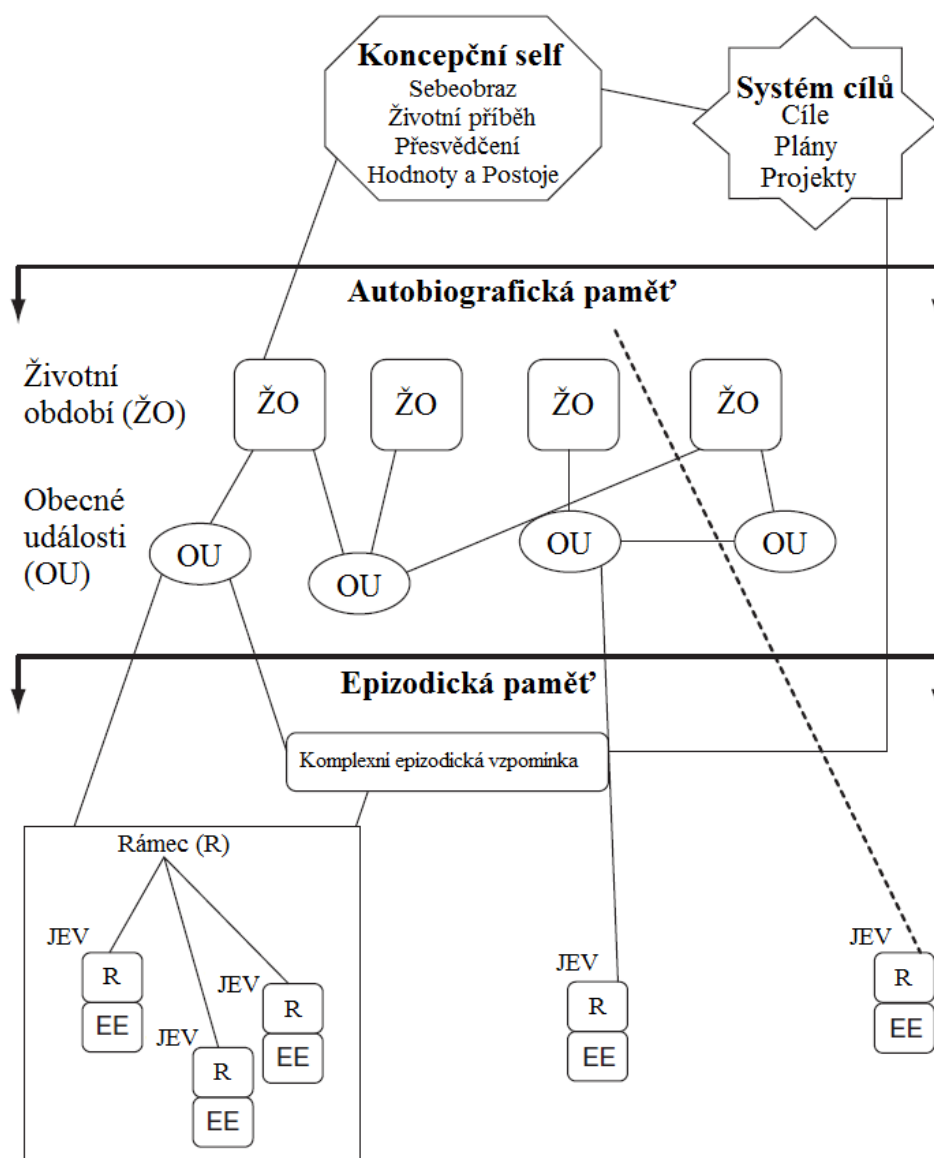 Koncepční self
Sebeobraz
Životní příběh
Přesvědčení
Hodnoty a Postoje
Systém cílů
Cíle
Plány
Projekty
Autobiografická paměť
Životní
období (ŽO)
ŽO
ŽO
ŽO
ŽO
Obecné
události
(OU)
OU
OU
OU
OU
Epizodická paměť
Komplexní epizodická vzpomínka
Rámec (R)
JEV
R
EE
JEV
R
EE
JEV
R
EE
JEV
R
EE
JEV
R
EE